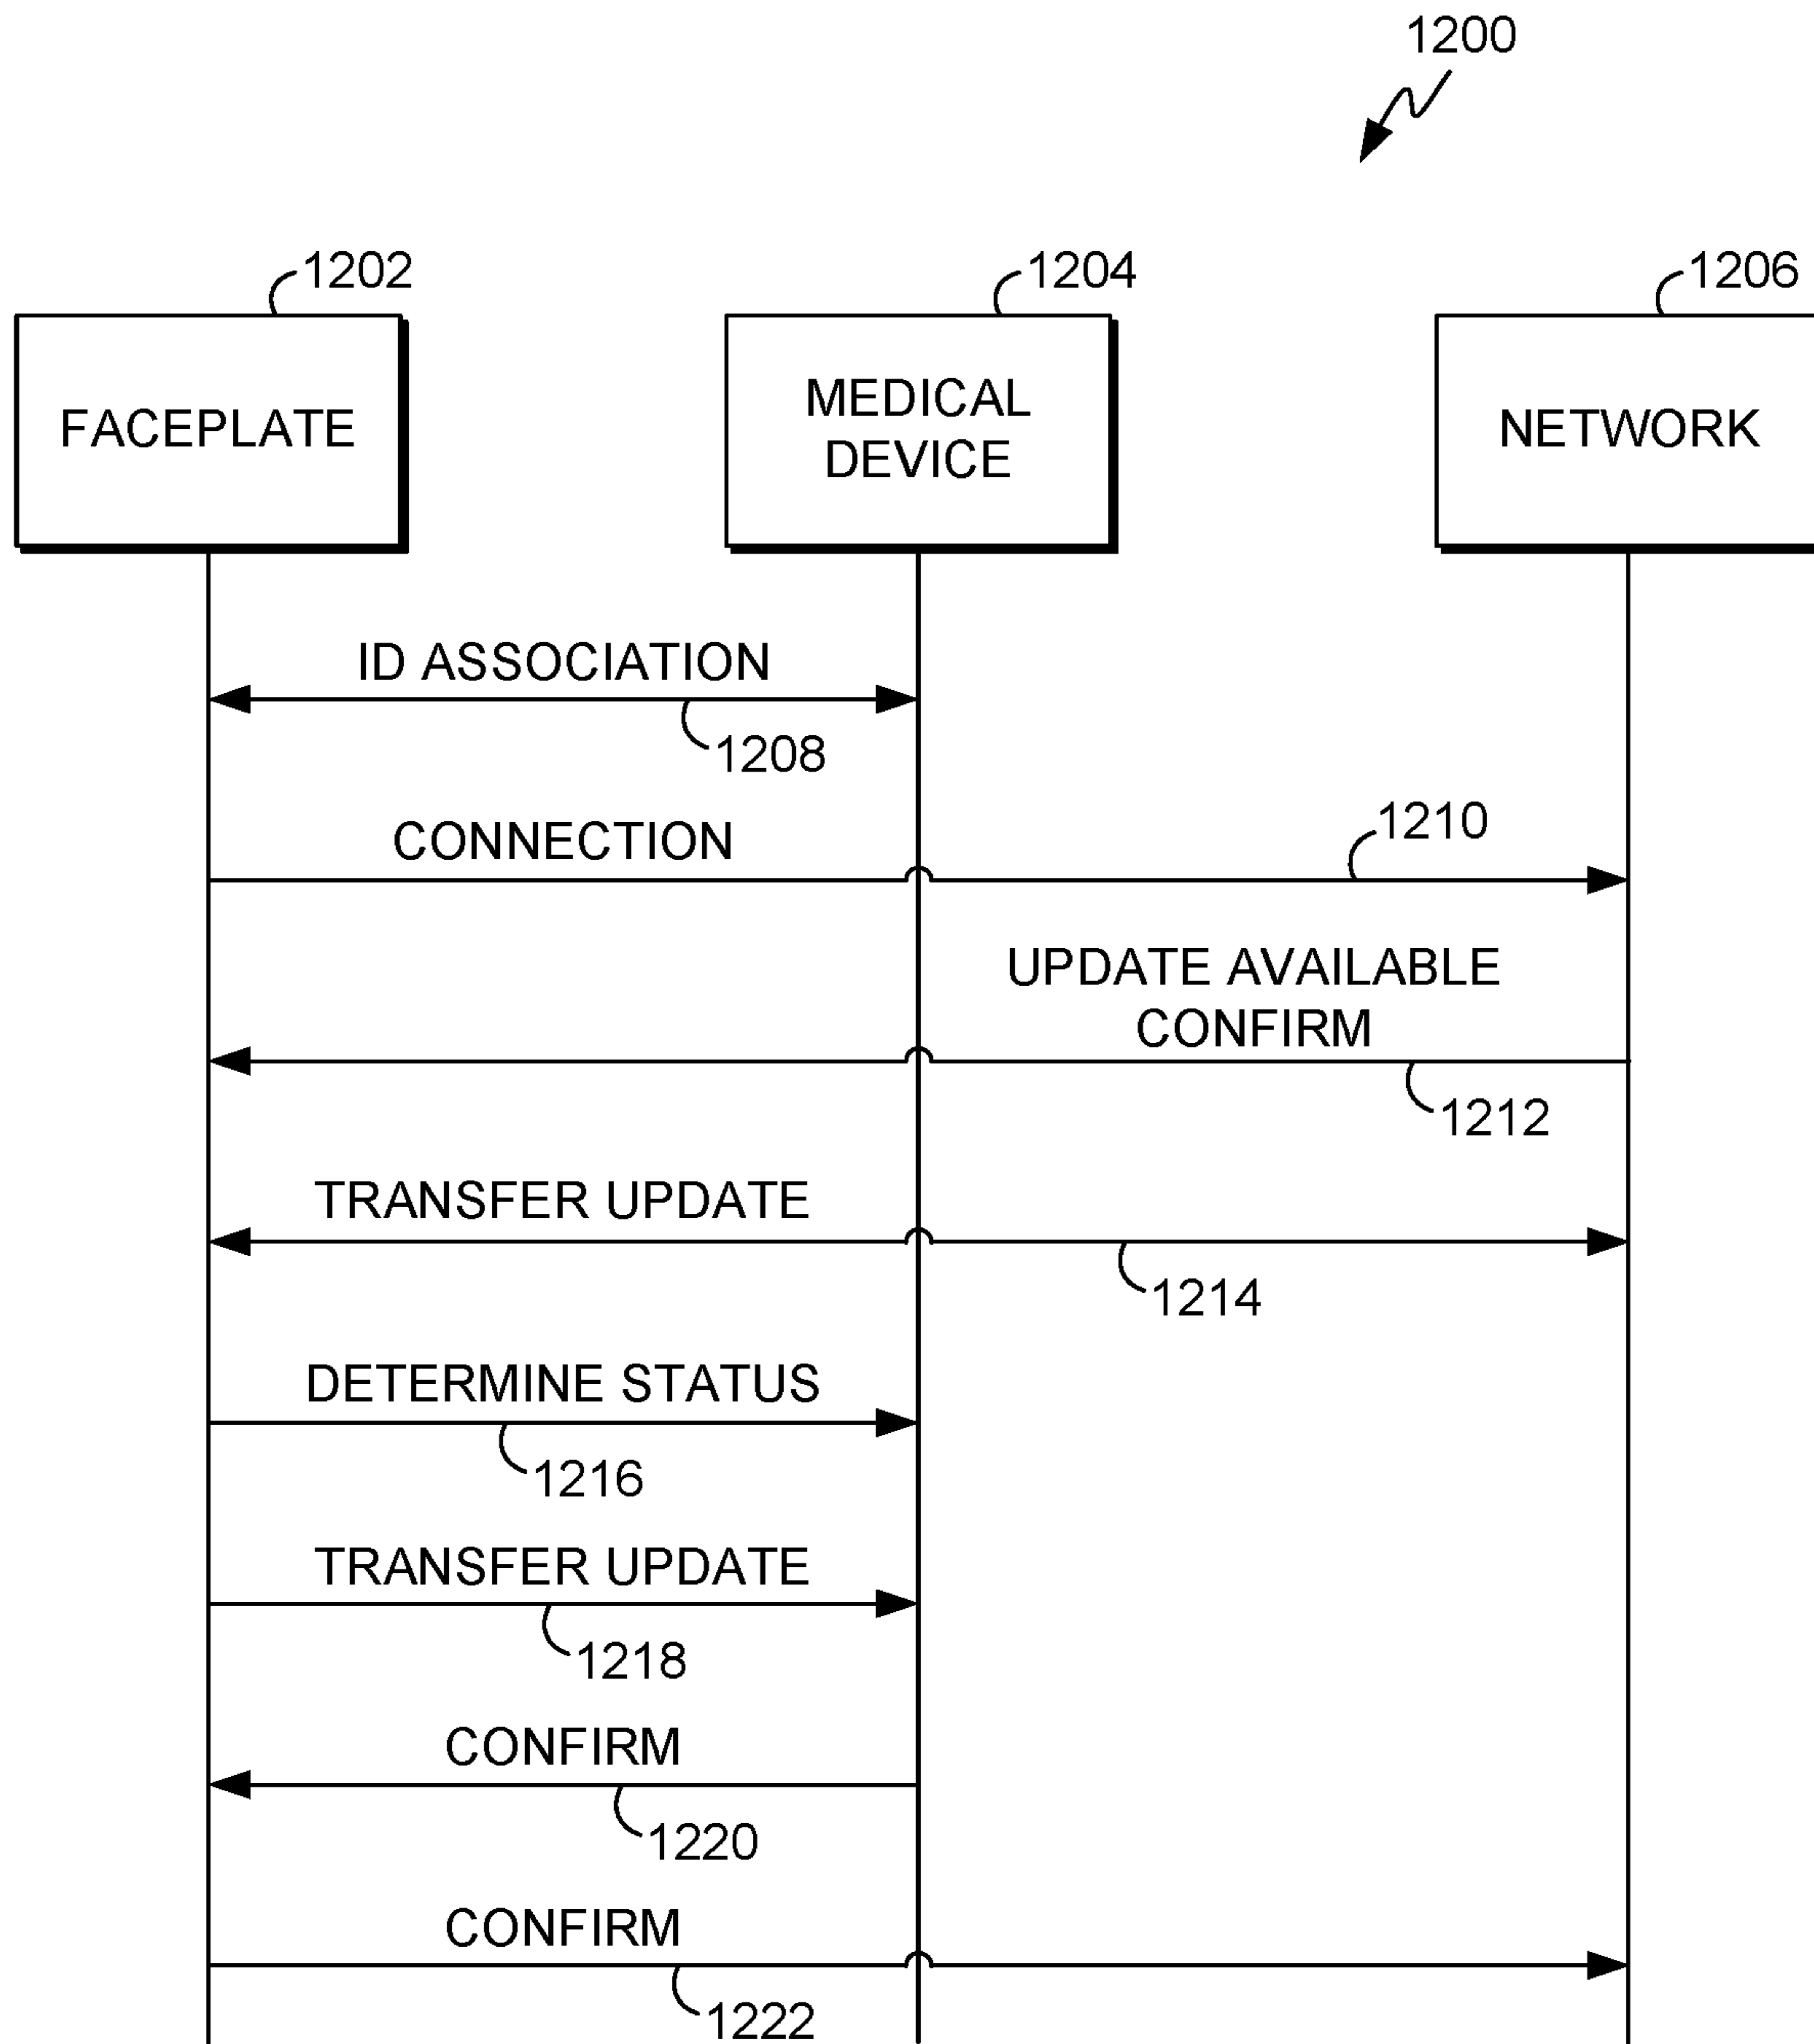 1200
1202
1204
1206
FACEPLATE
MEDICAL
DEVICE
NETWORK
ID ASSOCIATION
1208
CONNECTION
1210
UPDATE AVAILABLE
CONFIRM
1212
TRANSFER UPDATE
1214
DETERMINE STATUS
1216
TRANSFER UPDATE
1218
CONFIRM
1220
CONFIRM
1222